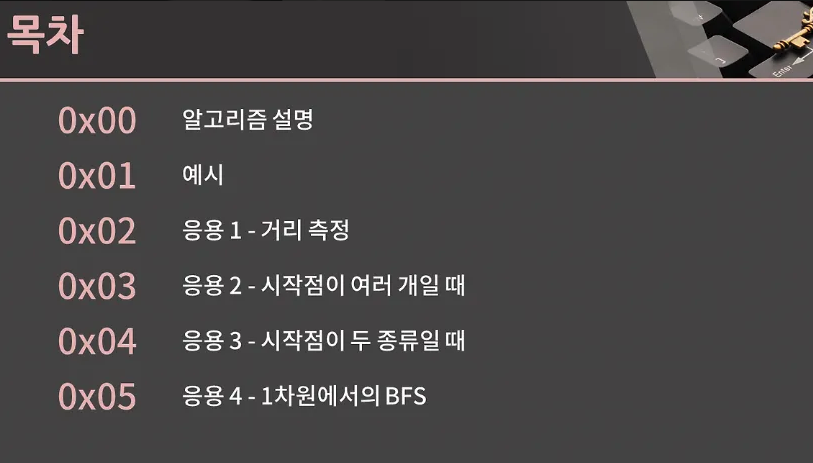 목차
0x00 알고리즘 설명
0x01 예시
0x02 응용 1 - 거리 측정
0x03 응용 2 - 시작점이 여러 개일 때
0x04 응용 3 - 시작점이 두 종류일 때
0x05 응용 4 - 1차원에서의 BFS
Enter